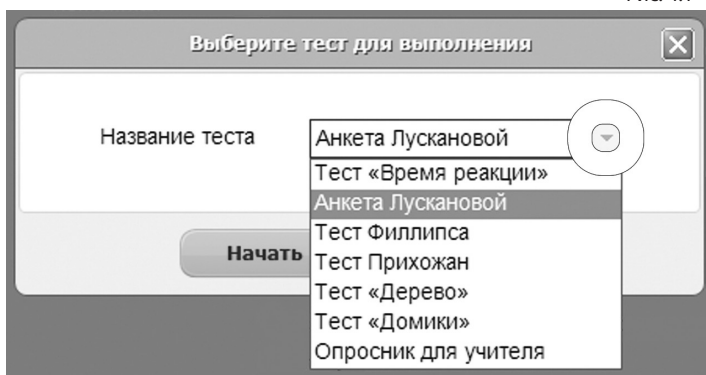 Выберите тест для выполнения
Название теста
Анкета Лускановой
Тест «Время реакции»
Анкета Лускановой
Тест Филлипса
Тест Прихожан
Тест «Дерево»
Тест «Домики»
Опросник для учителя
Начать